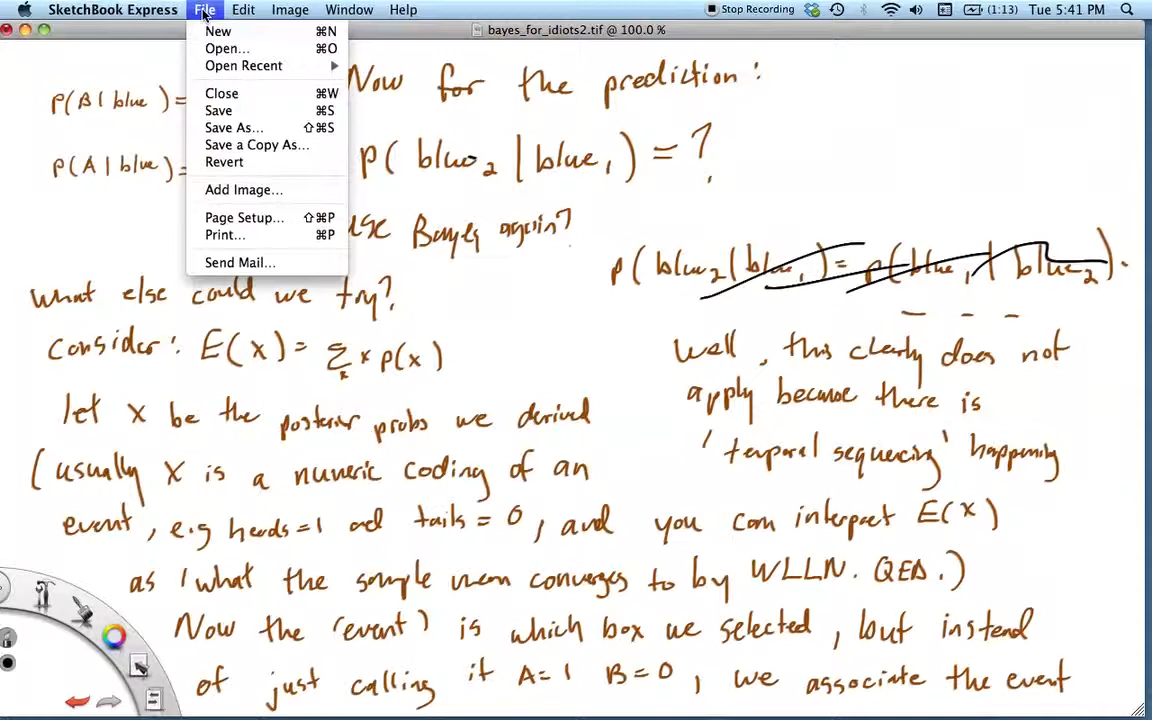 SketchBook Express File Edit Image Window Help Stop Recording (1:13) Tue 5:41 PM
bayes_for_idiots2.tif @ 100.0 %
New ⌘N
Open... ⌘O
Open Recent
Close ⌘W
Save ⌘S
Save As... ⇧⌘S
Save a Copy As...
Revert
Add Image...
Page Setup... ⇧⌘P
Print... ⌘P
Send Mail...
Now for the prediction:
p(B|blue)=
p(blue2|blue1)=?
p(A|blue)=
use Bayes again?
p(blue2|blue1)= p(blue1|blue2).
what else could we try?
consider: E(x)= Σx x p(x)
Well, this clearly does not
apply because there is
'temporal sequencing' happening
let x be the posterior probs we derived
(usually x is a numeric coding of an
event, e.g heads=1 and tails=0, and you can interpret E(x)
as 'what the sample mean converges to by WLLN. QED.)
Now the 'event' is which box we selected, but instead
of just calling it A=1 B=0, we associate the event